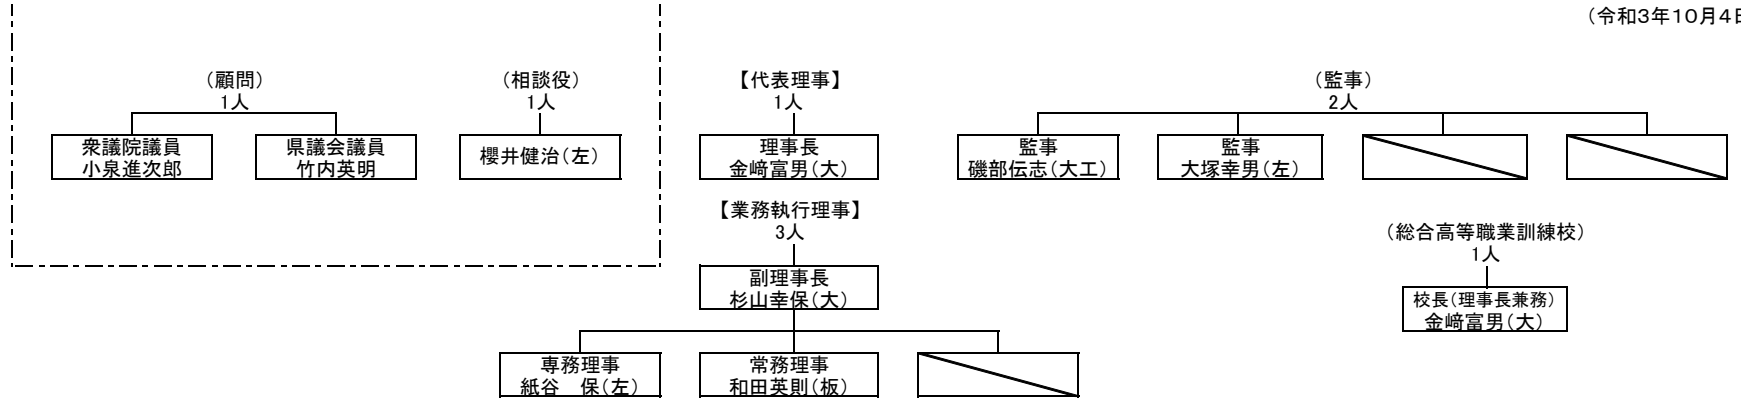 （令和3年10月4日
（顧問）
1人
衆議院議員
小泉進次郎
県議会議員
竹内英明
（相談役）
1人
櫻井健治（左）
【代表理事】
1人
理事長
金﨑富男（大）
（監事）
2人
監事
磯部伝志（大工）
監事
大塚幸男（左）
【業務執行理事】
3人
副理事長
杉山幸保（大）
専務理事
紙谷　保（左）
常務理事
和田英則（板）
（総合高等職業訓練校）
1人
校長（理事長兼務）
金﨑富男（大）